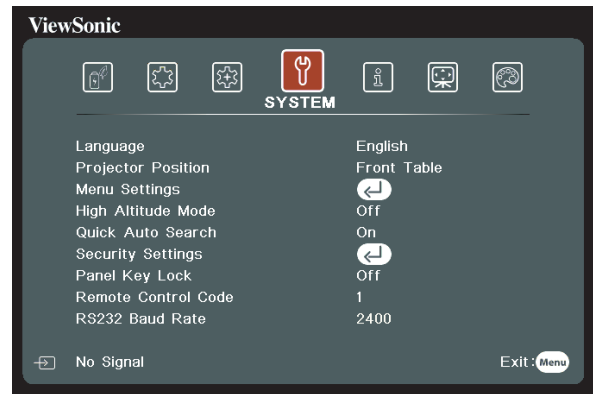 ViewSonic
SYSTEM
Language English
Projector Position Front Table
Menu Settings
High Altitude Mode Off
Quick Auto Search On
Security Settings
Panel Key Lock Off
Remote Control Code 1
RS232 Baud Rate 2400
No Signal Exit: Menu